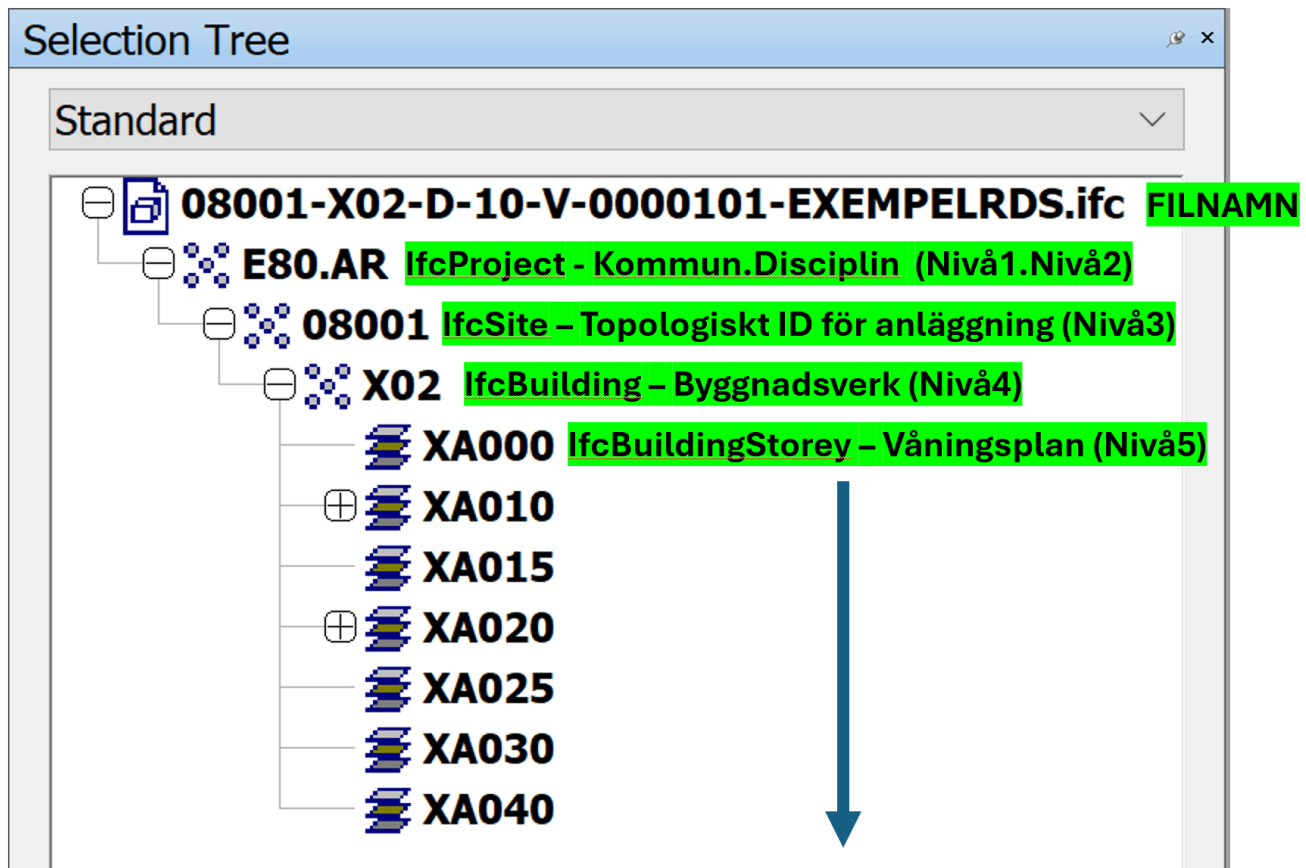 Selection Tree
Standard
08001-X02-D-10-V-0000101-EXEMPELRDS.ifc FILNAMN
E80.AR IfcProject - Kommun.Disciplin (Nivå1.Nivå2)
08001 IfcSite – Topologiskt ID för anläggning (Nivå3)
X02 IfcBuilding – Byggnadsverk (Nivå4)
XA000 IfcBuildingStorey – Våningsplan (Nivå5)
XA010
XA015
XA020
XA025
XA030
XA040